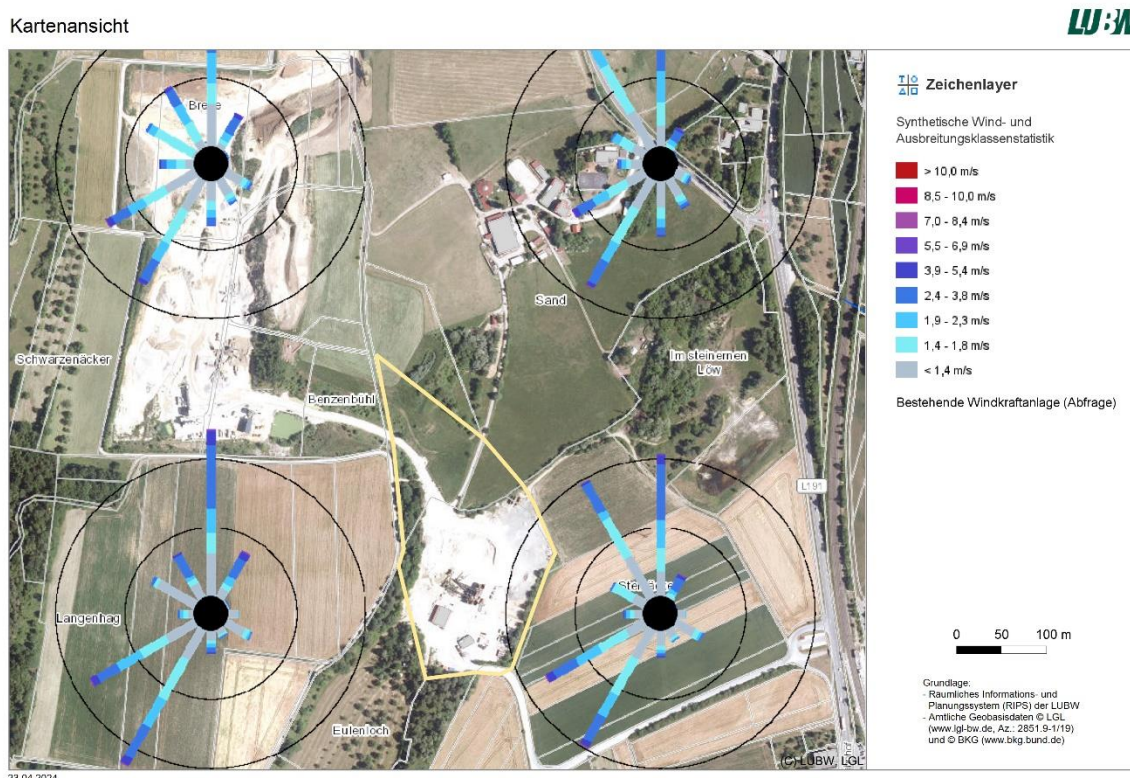 Kartenansicht
LUBW
Zeichenlayer
Synthetische Wind- und
Ausbreitungsklassenstatistik
> 10,0 m/s
8,5 - 10,0 m/s
7,0 - 8,4 m/s
5,5 - 6,9 m/s
3,9 - 5,4 m/s
2,4 - 3,8 m/s
1,9 - 2,3 m/s
1,4 - 1,8 m/s
< 1,4 m/s
Bestehende Windkraftanlage (Abfrage)
Sand
Im steinernen
Löw
Schwarzenäcker
Benzenbühl
L191
Langenhag
Eulenloch
0 50 100 m
Grundlage:
- Räumliches Informations- und
Planungssystem (RIPS) der LUBW
- Amtliche Geobasisdaten © LGL
(www.lgl-bw.de, Az.: 2851.9-1/19)
und © BKG (www.bkg.bund.de)
(C) LUBW, LGL
23.04.2024